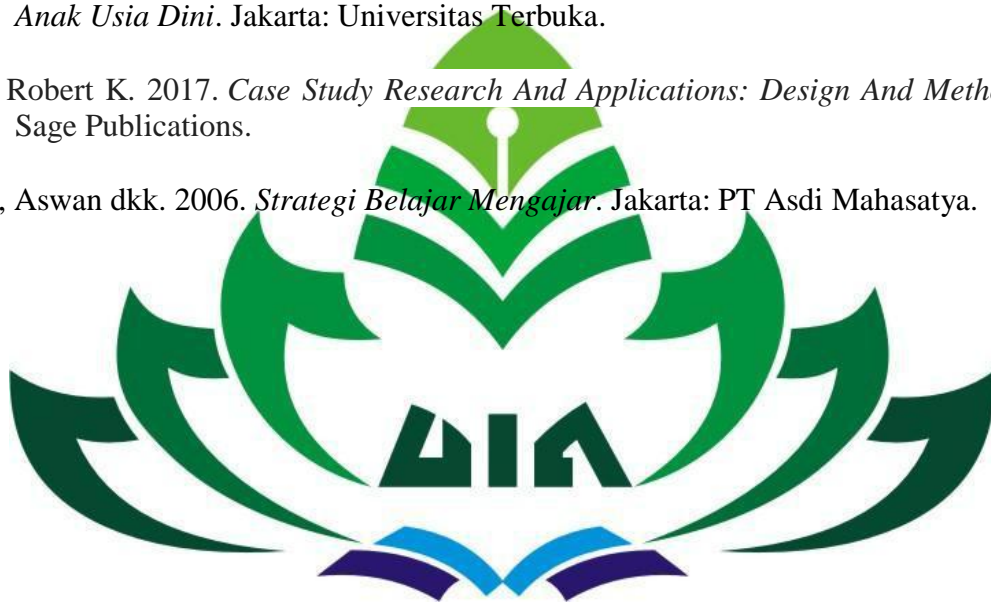 Anak Usia Dini. Jakarta: Universitas Terbuka.
Robert K. 2017. Case Study Research And Applications: Design And Meth
Sage Publications.
, Aswan dkk. 2006. Strategi Belajar Mengajar. Jakarta: PT Asdi Mahasatya.
UIN